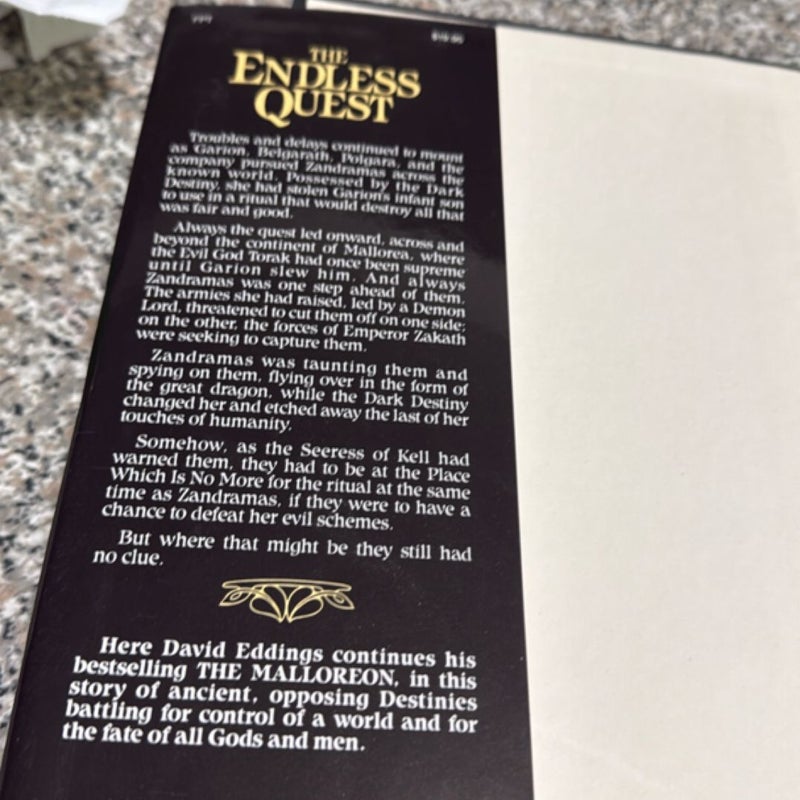 THE
ENDLESS
QUEST
Troubles and delays continued to mount
as Garion, Belgarath, Polgara, and the
company pursued Zandramas across the
known world. Possessed by the Dark
Destiny, she had stolen Garion's infant son
to use in a ritual that would destroy all that
was fair and good.
Always the quest led onward, across and
beyond the continent of Mallorea, where
the Evil God Torak had once been supreme
until Garion slew him. And always
Zandramas was one step ahead of them.
The armies she had raised, led by a Demon
Lord, threatened to cut them off on one side;
on the other, the forces of Emperor Zakath
were seeking to capture them.
Zandramas was taunting them and
spying on them, flying over in the form of
the great dragon, while the Dark Destiny
changed her and etched away the last of her
touches of humanity.
Somehow, as the Seeress of Kell had
warned them, they had to be at the Place
Which Is No More for the ritual at the same
time as Zandramas, if they were to have a
chance to defeat her evil schemes.
But where that might be they still had
no clue.
Here David Eddings continues his
bestselling THE MALLOREON, in this
story of ancient, opposing Destinies
battling for control of a world and for
the fate of all Gods and men.